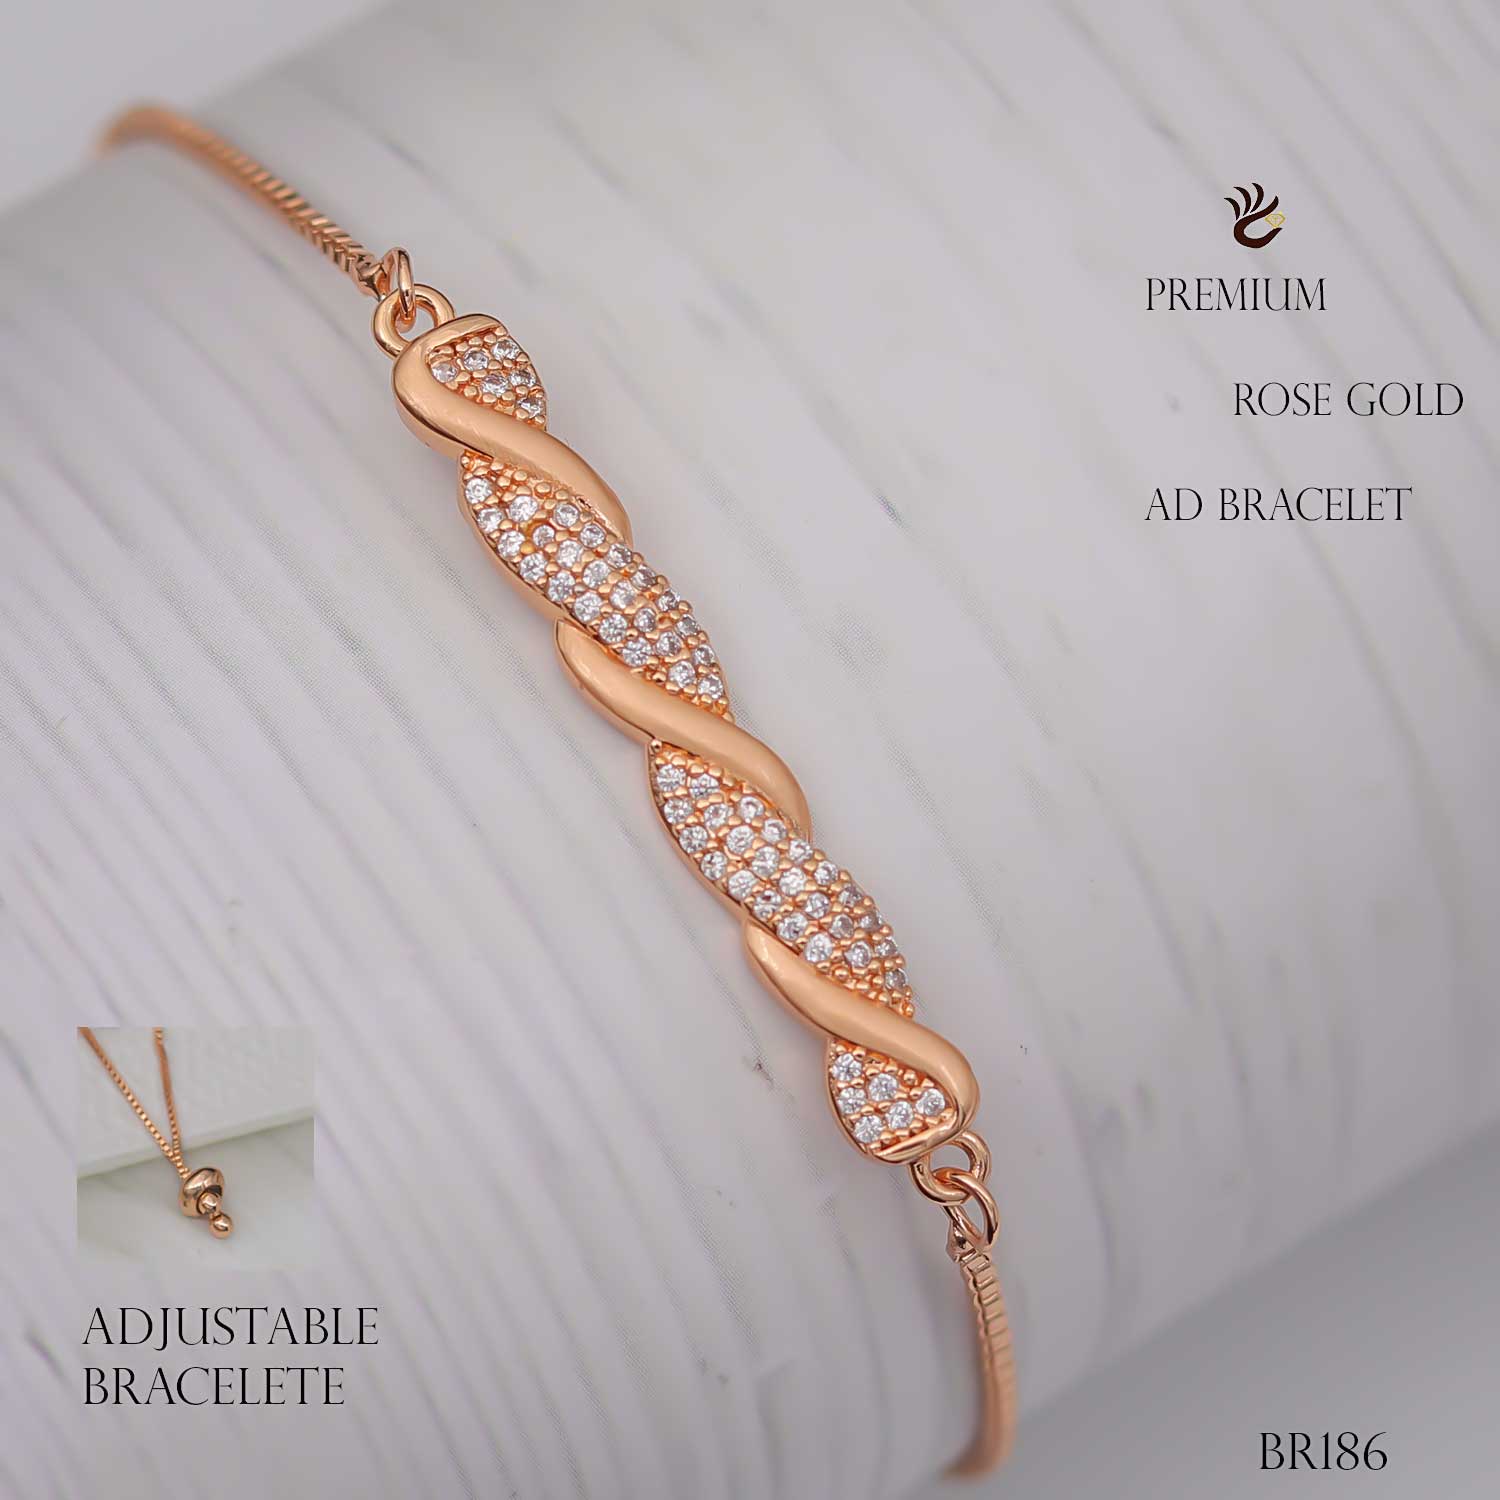 PREMIUM
ROSE GOLD
AD BRACELET
ADJUSTABLE
BRACELETE
BR186